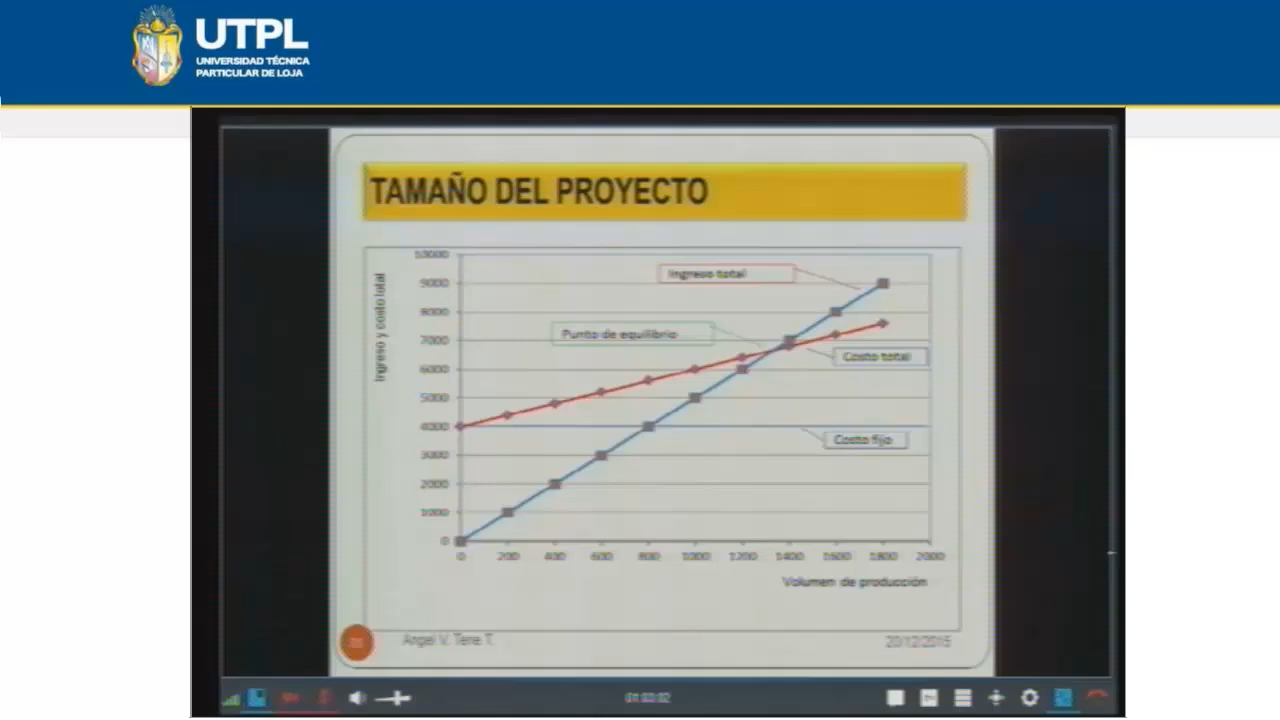 UTPL
UNIVERSIDAD TÉCNICA
PARTICULAR DE LOJA
TAMAÑO DEL PROYECTO
Ingreso y costo total
10000
9000
8000
7000
6000
5000
4000
3000
2000
1000
0
Ingreso total
Punto de equilibrio
Costo total
Costo fijo
0 200 400 600 800 1000 1200 1400 1600 1800 2000
Volumen de producción
Angel V. Tene T.
20/12/2015